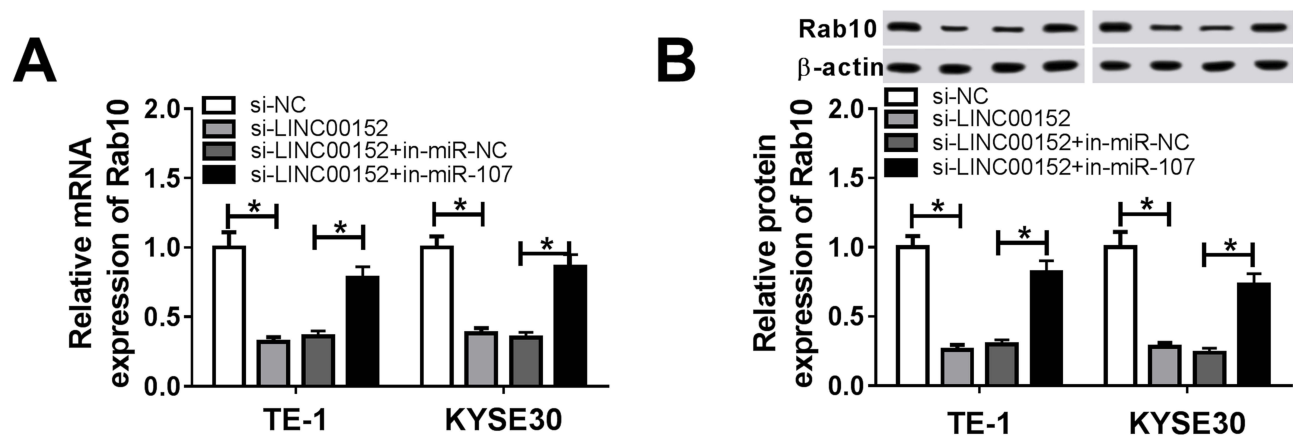 A
Relative mRNA
expression of Rab10
2.0
1.5
1.0
0.5
0.0
si-NC
si-LINC00152
si-LINC00152+in-miR-NC
si-LINC00152+in-miR-107
*
*
*
*
TE-1
KYSE30
B
Rab10
β-actin
Relative protein
expression of Rab10
2.0
1.5
1.0
0.5
0.0
si-NC
si-LINC00152
si-LINC00152+in-miR-NC
si-LINC00152+in-miR-107
*
*
*
*
TE-1
KYSE30